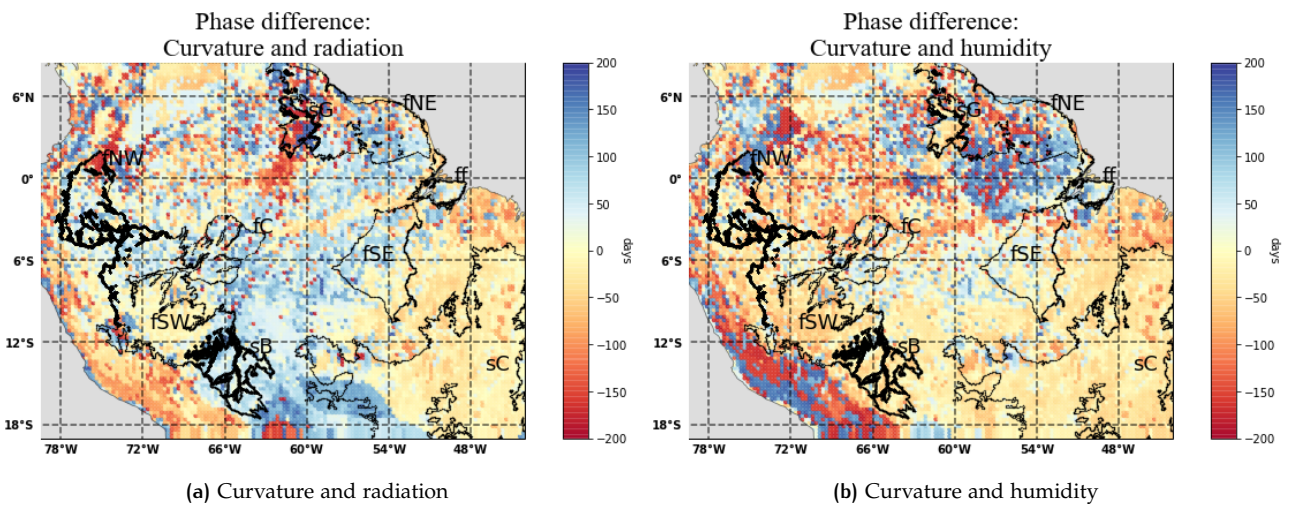 Phase difference:
Curvature and radiation
6°N
0°
6°S
12°S
18°S
78°W 72°W 66°W 60°W 54°W 48°W
fNE
sG
fNW
ff
fC
fSE
fSW
sB
sC
200
150
100
50
0
−50
−100
−150
−200
days
(a) Curvature and radiation
Phase difference:
Curvature and humidity
6°N
0°
6°S
12°S
18°S
78°W 72°W 66°W 60°W 54°W 48°W
fNE
sG
fNW
ff
fC
fSE
fSW
sB
sC
200
150
100
50
0
−50
−100
−150
−200
days
(b) Curvature and humidity